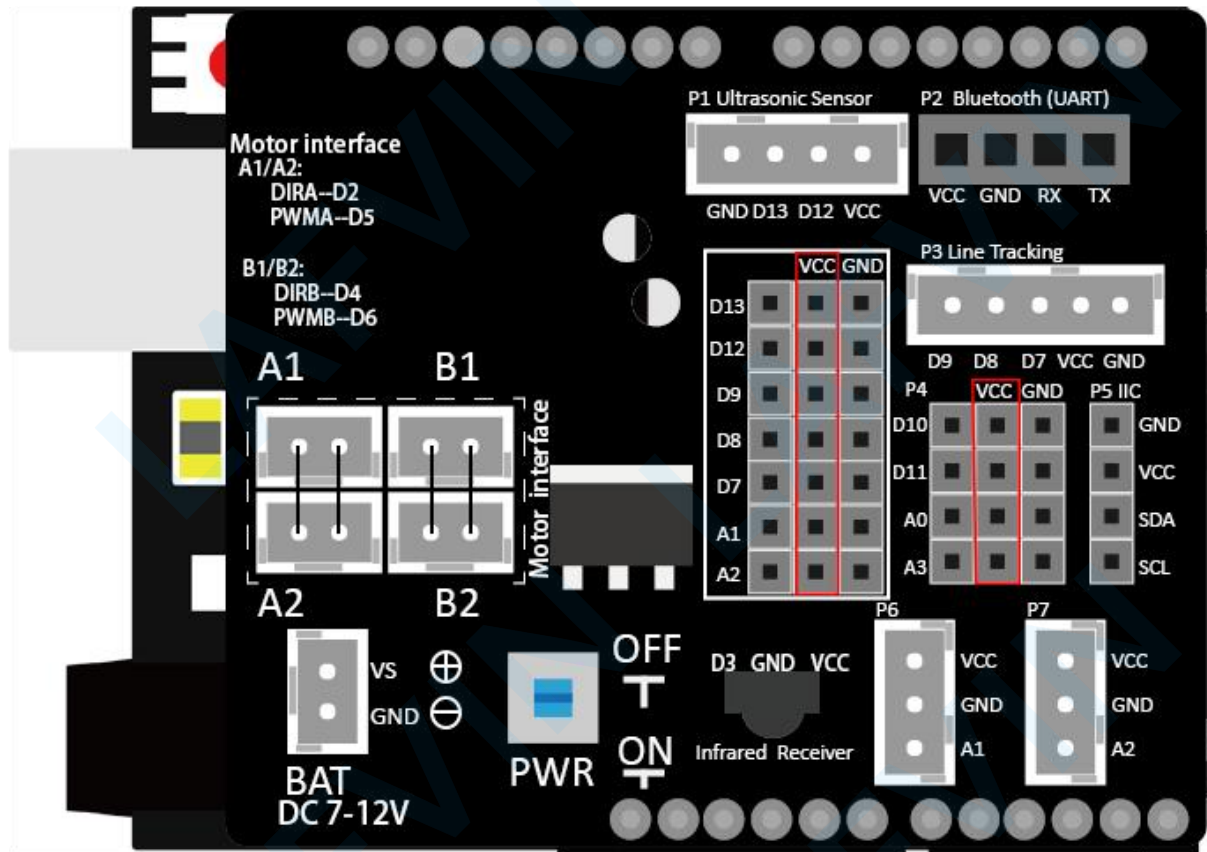 P1 Ultrasonic Sensor
P2 Bluetooth (UART)
Motor interface
A1/A2:
DIRA--D2
PWMA--D5
VCC GND RX TX
GND D13 D12 VCC
B1/B2:
DIRB--D4
PWMB--D6
P3 Line Tracking
VCC GND
D13
D12
D9
D8
D7
A1
A2
D9 D8 D7 VCC GND
P4 VCC GND
D10
D11
A0
A3
P5 IIC
GND
VCC
SDA
SCL
A1 B1
Motor interface
A2 B2
VS
GND
BAT
DC 7-12V
PWR
OFF
ON
D3 GND VCC
Infrared Receiver
P6
VCC
GND
A1
P7
VCC
GND
A2
LAFVIN
LAFVIN
LAFVIN